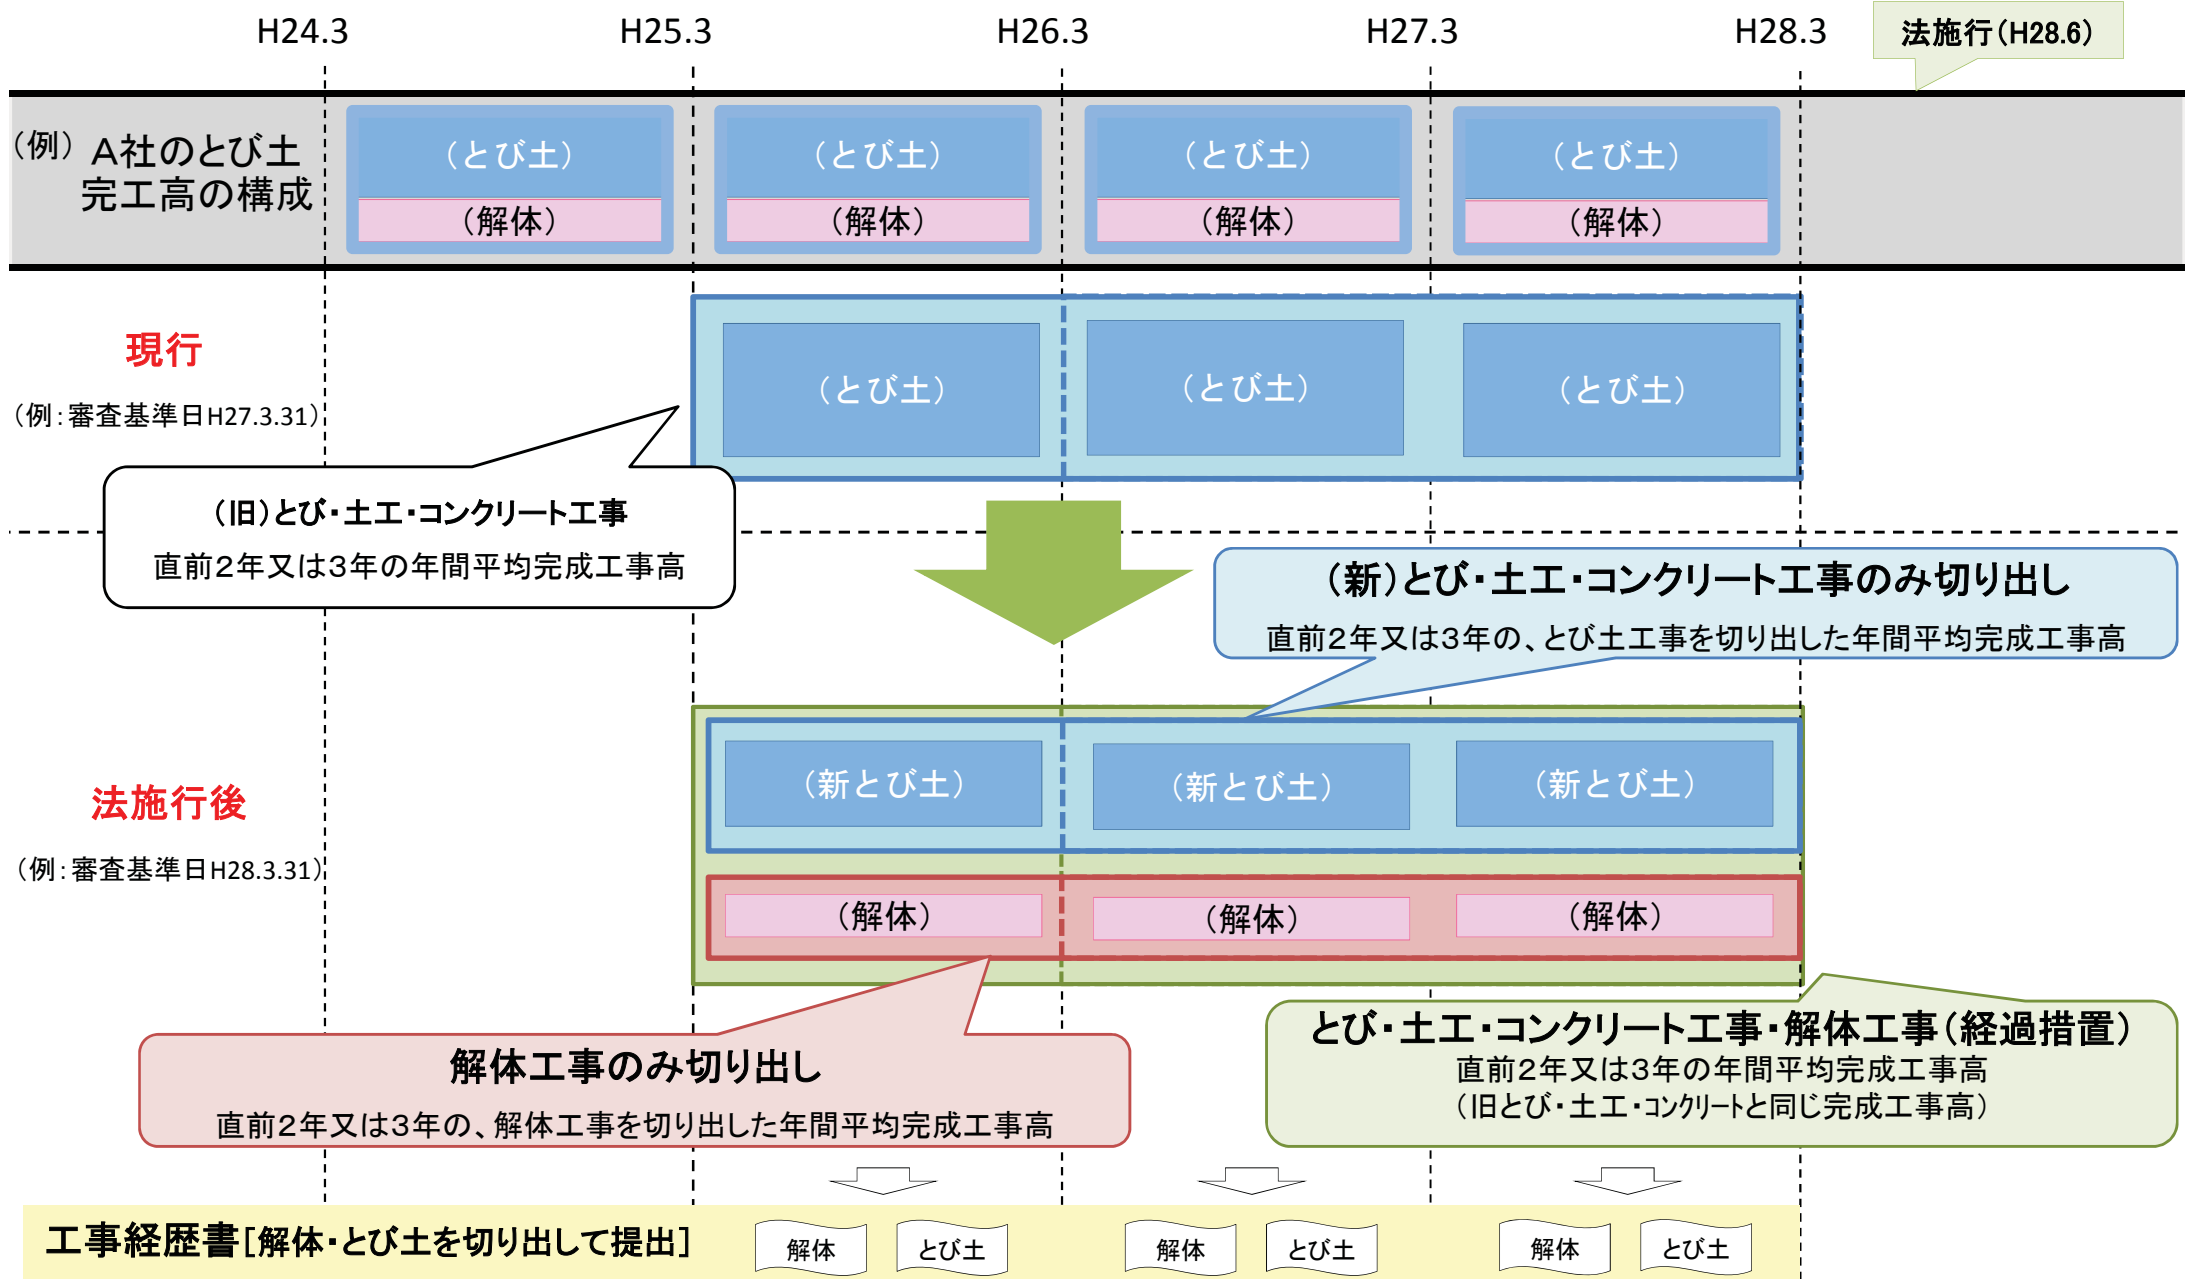 H24.3
H25.3
H26.3
H27.3
H28.3
法施行（H28.6）
（例）
A社のとび土
完工高の構成
（とび土）
（解体）
（とび土）
（解体）
（とび土）
（解体）
（とび土）
（解体）
現行
（例：審査基準日H27.3.31）
（とび土）
（とび土）
（とび土）
（旧）とび・土工・コンクリート工事
直前２年又は３年の年間平均完成工事高
（新）とび・土工・コンクリート工事のみ切り出し
直前２年又は３年の、とび土工事を切り出した年間平均完成工事高
法施行後
（例：審査基準日H28.3.31）
（新とび土）
（新とび土）
（新とび土）
（解体）
（解体）
（解体）
解体工事のみ切り出し
直前２年又は３年の、解体工事を切り出した年間平均完成工事高
とび・土工・コンクリート工事・解体工事（経過措置）
直前２年又は３年の年間平均完成工事高
（旧とび・土工・コンクリートと同じ完成工事高）
工事経歴書［解体・とび土を切り出して提出］
解体
とび土
解体
とび土
解体
とび土